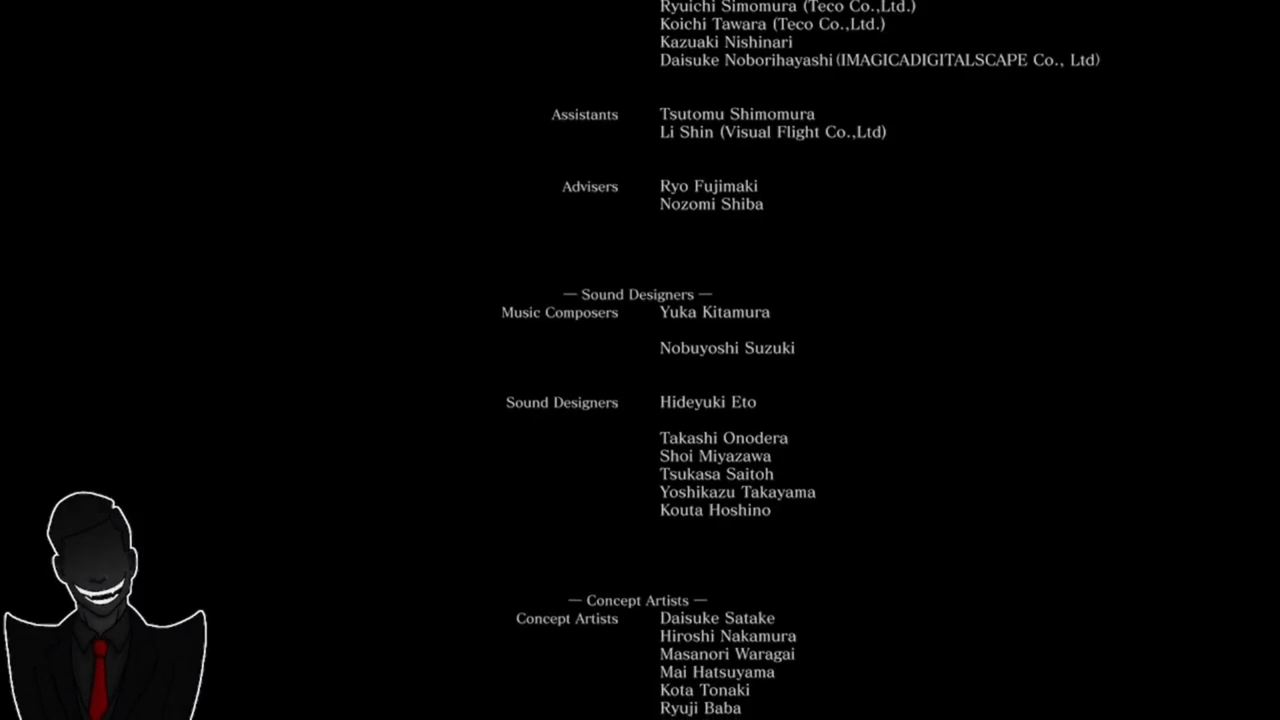 Ryuichi Simomura (Teco Co.,Ltd.)
Koichi Tawara (Teco Co.,Ltd.)
Kazuaki Nishinari
Daisuke Noborihayashi(IMAGICADIGITALSCAPE Co., Ltd)
Assistants Tsutomu Shimomura
Li Shin (Visual Flight Co.,Ltd)
Advisers Ryo Fujimaki
Nozomi Shiba
— Sound Designers —
Music Composers Yuka Kitamura
Nobuyoshi Suzuki
Sound Designers Hideyuki Eto
Takashi Onodera
Shoi Miyazawa
Tsukasa Saitoh
Yoshikazu Takayama
Kouta Hoshino
— Concept Artists —
Concept Artists Daisuke Satake
Hiroshi Nakamura
Masanori Waragai
Mai Hatsuyama
Kota Tonaki
Ryuji Baba